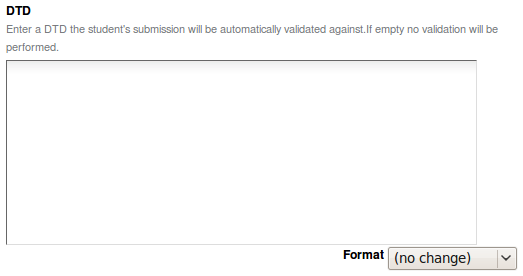 DTD
Enter a DTD the student's submission will be automatically validated against.If empty no validation will be
performed.
Format (no change)